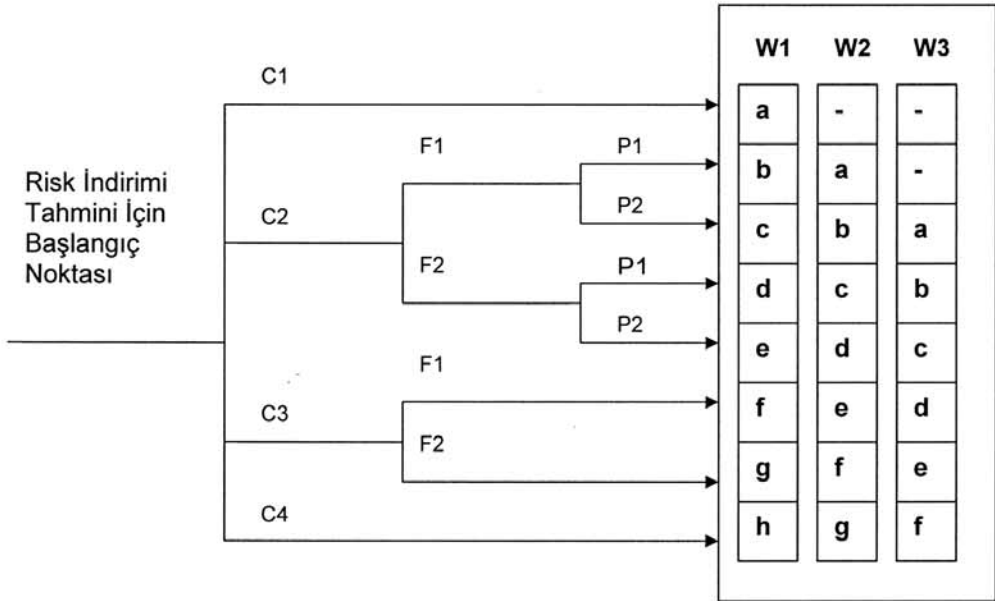 W1 W2 W3
C1
a - -
F1 P1
b a -
Risk İndirimi
Tahmini İçin
Başlangıç
Noktası
C2 P2
c b a
F2 P1
d c b
P2
e d c
F1
f e d
C3
F2
g f e
C4
h g f